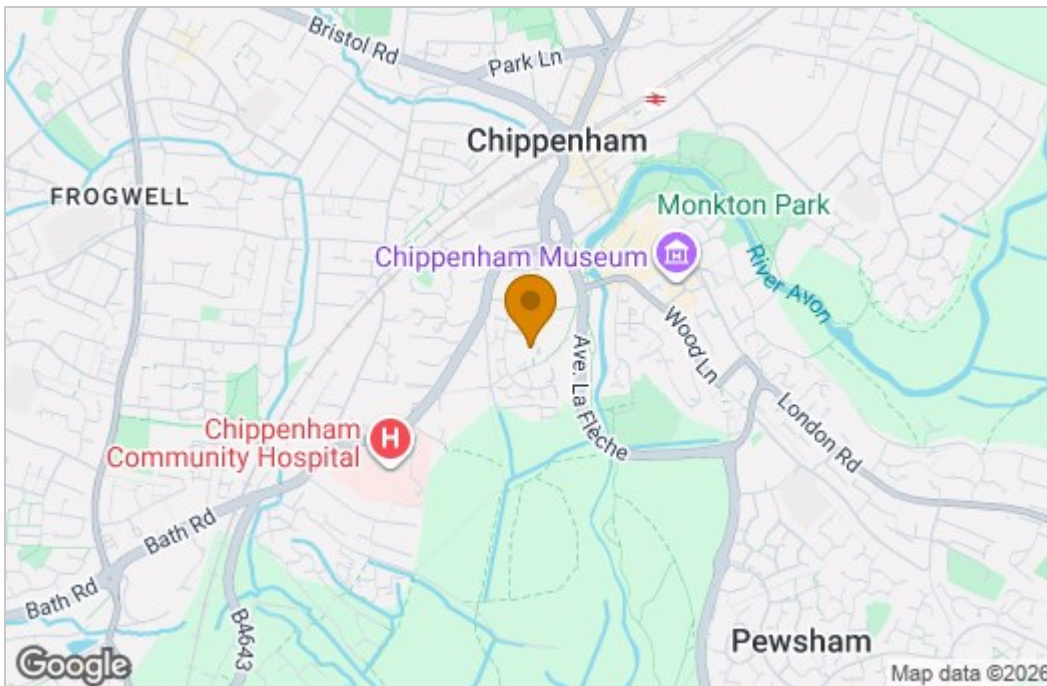 Bristol Rd
Park Ln
Chippenham
FROGWELL
Monkton Park
Chippenham Museum
River Avon
Wood Ln
Ave. La Flèche
London Rd
Chippenham
Community Hospital
H
Bath Rd
Bath Rd
BA643
Pewsham
Google
Map data ©2026